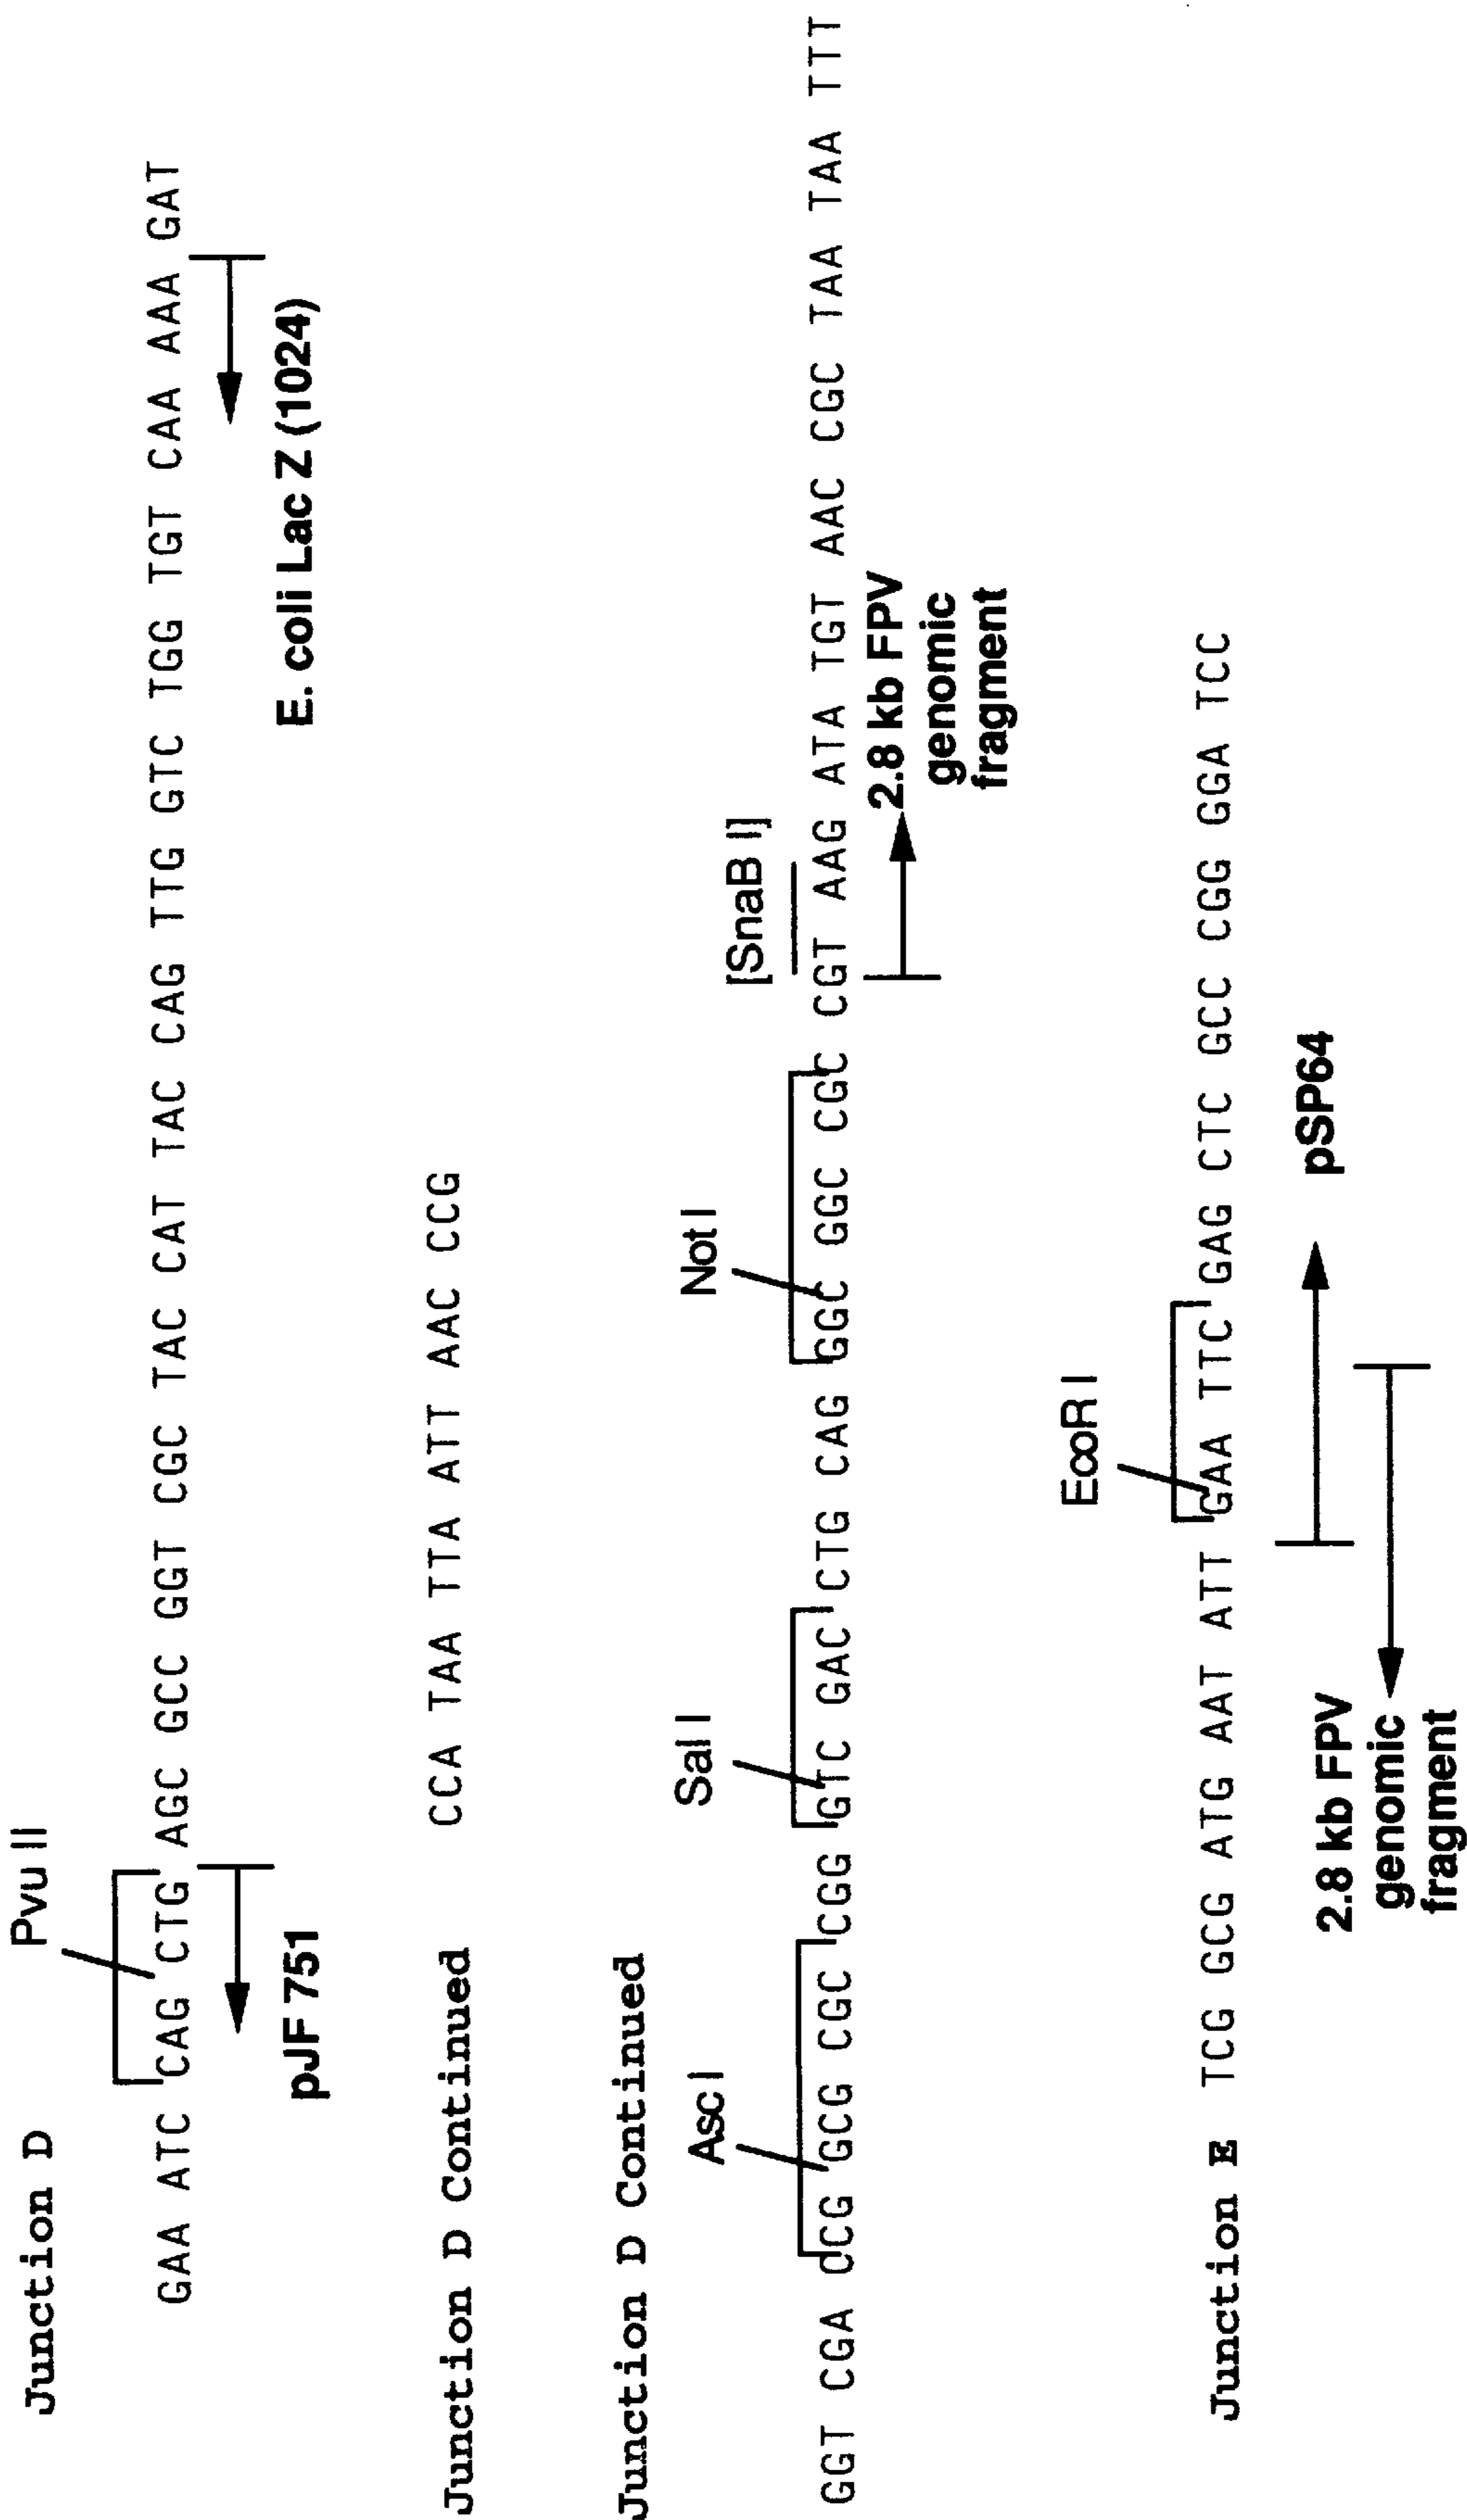 Junction D
Pvu II
GAA ATC CAG CTG AGC GCC GGT CGC TAC CAT TAC CAG TTG GTC TGG TGT CAA AAA GAT
pJF751
E. coli Lac Z (1024)
Junction D Continued
CCA TAA TTA ATT AAC CCG
Junction D Continued
Asc I
Sal I
Not I
[SnaB I]
GGT CGA CCG GCG CGC CGG GTC GAC CTG CAG GGC GGC CGC CGT AAG ATA TGT AAC CGC TAA TAA TTT
2.8 kb FPV
genomic
fragment
Junction E
EcoR I
TCG GCG ATG AAT ATT GAA TTC GAG CTC GCC CGG GGA TCC
2.8 kb FPV
genomic
fragment
pSP64